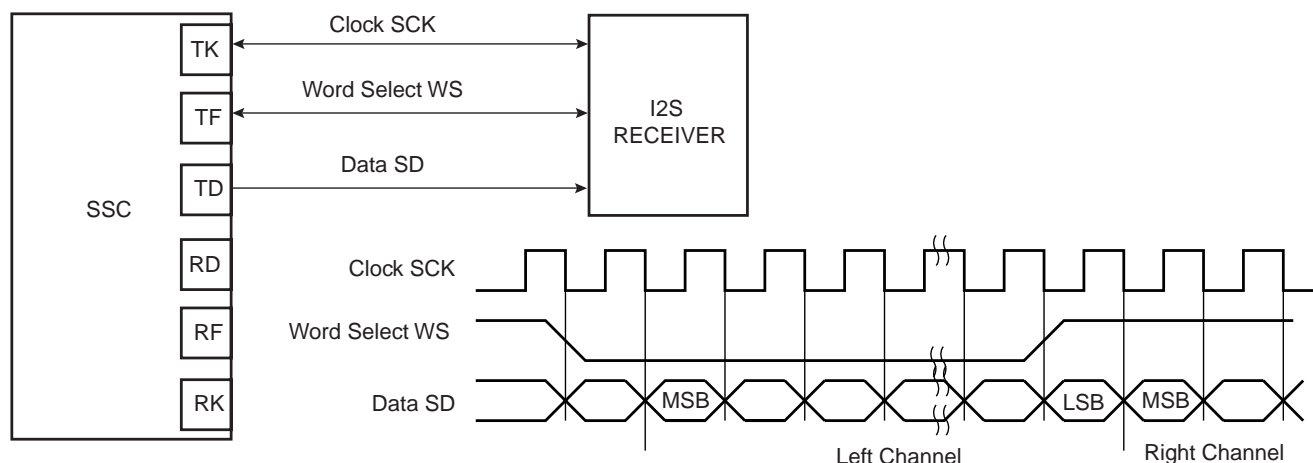 Clock SCK
TK
Word Select WS
TF
I2S
RECEIVER
Data SD
TD
SSC
RD
Clock SCK
RF
Word Select WS
RK
Data SD
MSB
LSB
MSB
Left Channel
Right Channel